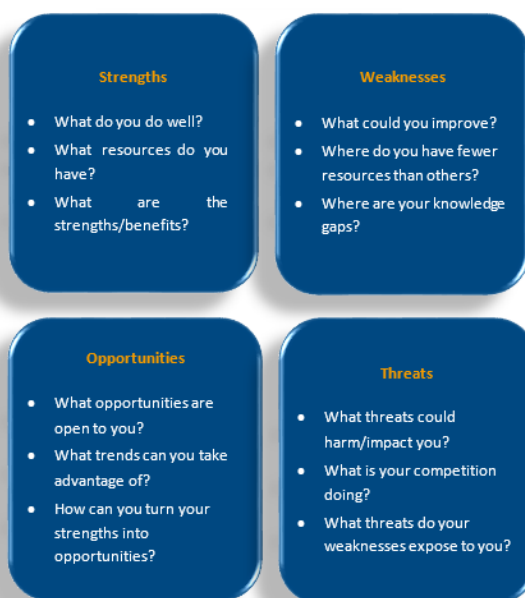 Strengths
• What do you do well?
• What resources do you
have?
• What are the
strengths/benefits?
Weaknesses
• What could you improve?
• Where do you have fewer
resources than others?
• Where are your knowledge
gaps?
Opportunities
• What opportunities are
open to you?
• What trends can you take
advantage of?
• How can you turn your
strengths into
opportunities?
Threats
• What threats could
harm/impact you?
• What is your competition
doing?
• What threats do your
weaknesses expose to you?